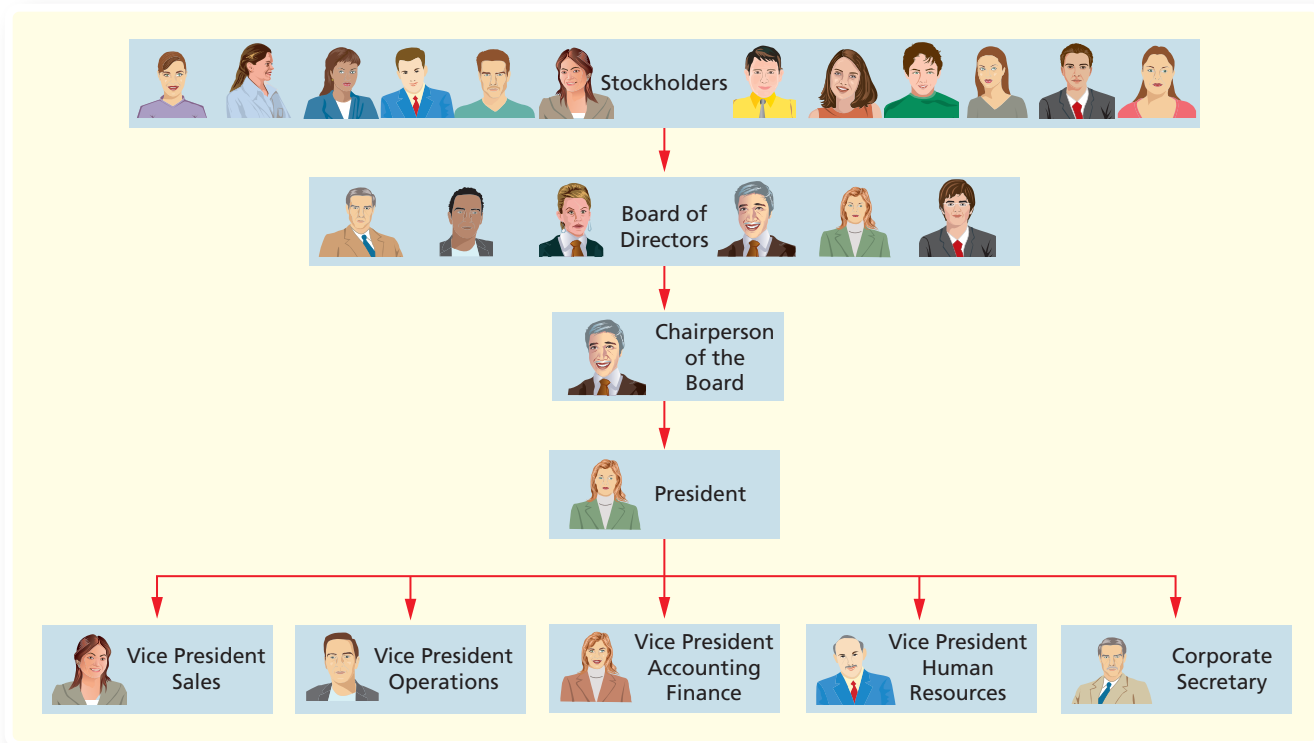 Stockholders
Board of
Directors
Chairperson
of the
Board
President
Vice President
Sales
Vice President
Operations
Vice President
Accounting
Finance
Vice President
Human
Resources
Corporate
Secretary